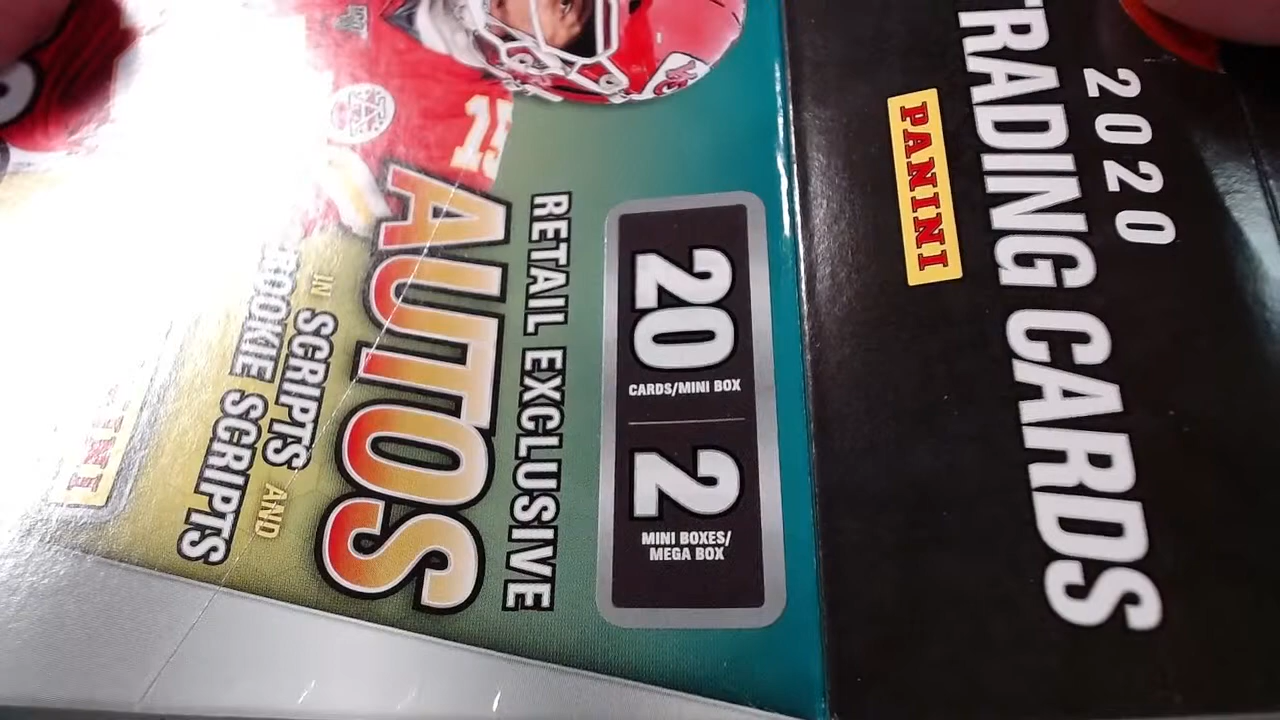 2020
TRADING CARDS
PANINI
20
CARDS/MINI BOX
2
MINI BOXES/
MEGA BOX
RETAIL EXCLUSIVE
AUTOS
IN SCRIPTS AND
ROOKIE SCRIPTS
15